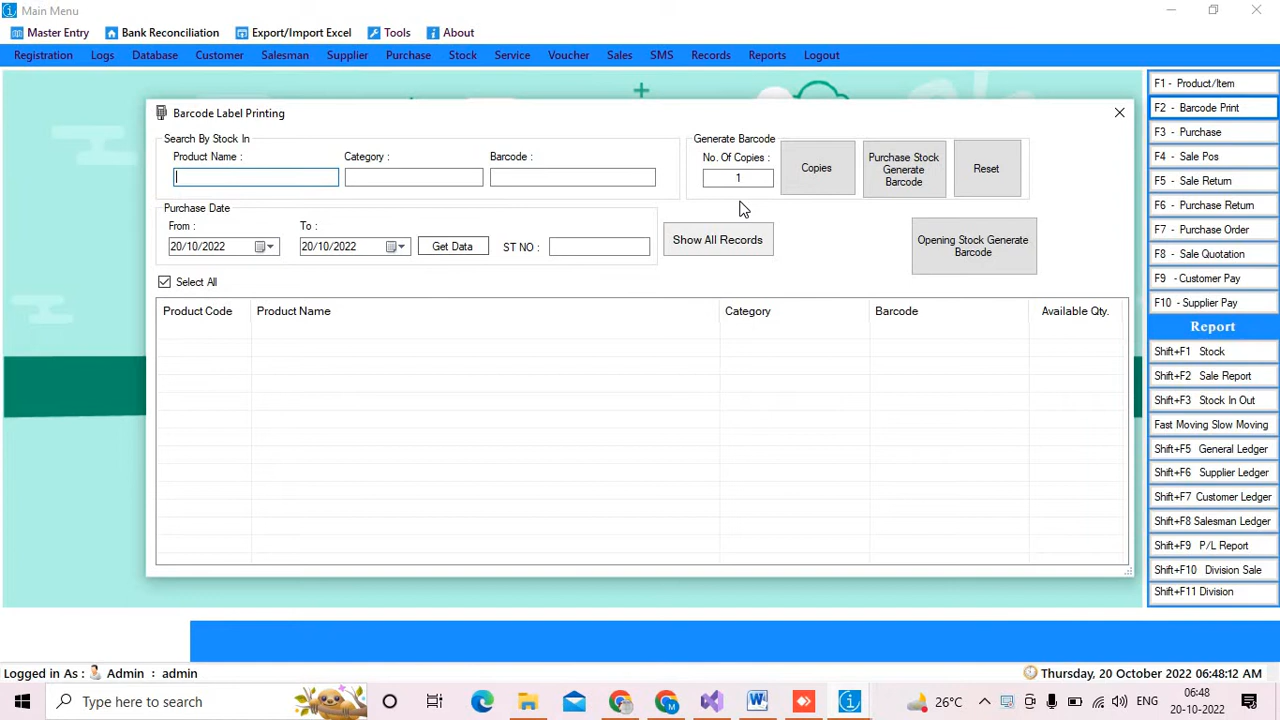 Main Menu
Master Entry Bank Reconciliation Export/Import Excel Tools About
Registration Logs Database Customer Salesman Supplier Purchase Stock Service Voucher Sales SMS Records Reports Logout
Barcode Label Printing
Search By Stock In
Product Name : Category : Barcode :
Generate Barcode
No. Of Copies :
1
Copies
Purchase Stock
Generate
Barcode
Reset
Purchase Date
From : To :
20/10/2022 20/10/2022 Get Data ST NO :
Show All Records
Opening Stock Generate
Barcode
Select All
Product Code Product Name Category Barcode Available Qty.
F1 - Product/Item
F2 - Barcode Print
F3 - Purchase
F4 - Sale Pos
F5 - Sale Return
F6 - Purchase Return
F7 - Purchase Order
F8 - Sale Quotation
F9 - Customer Pay
F10 - Supplier Pay
Report
Shift+F1 Stock
Shift+F2 Sale Report
Shift+F3 Stock In Out
Fast Moving Slow Moving
Shift+F5 General Ledger
Shift+F6 Supplier Ledger
Shift+F7 Customer Ledger
Shift+F8 Salesman Ledger
Shift+F9 P/L Report
Shift+F10 Division Sale
Shift+F11 Division
Logged in As : Admin : admin
Thursday, 20 October 2022 06:48:12 AM
Type here to search
26°C
ENG
06:48
20-10-2022